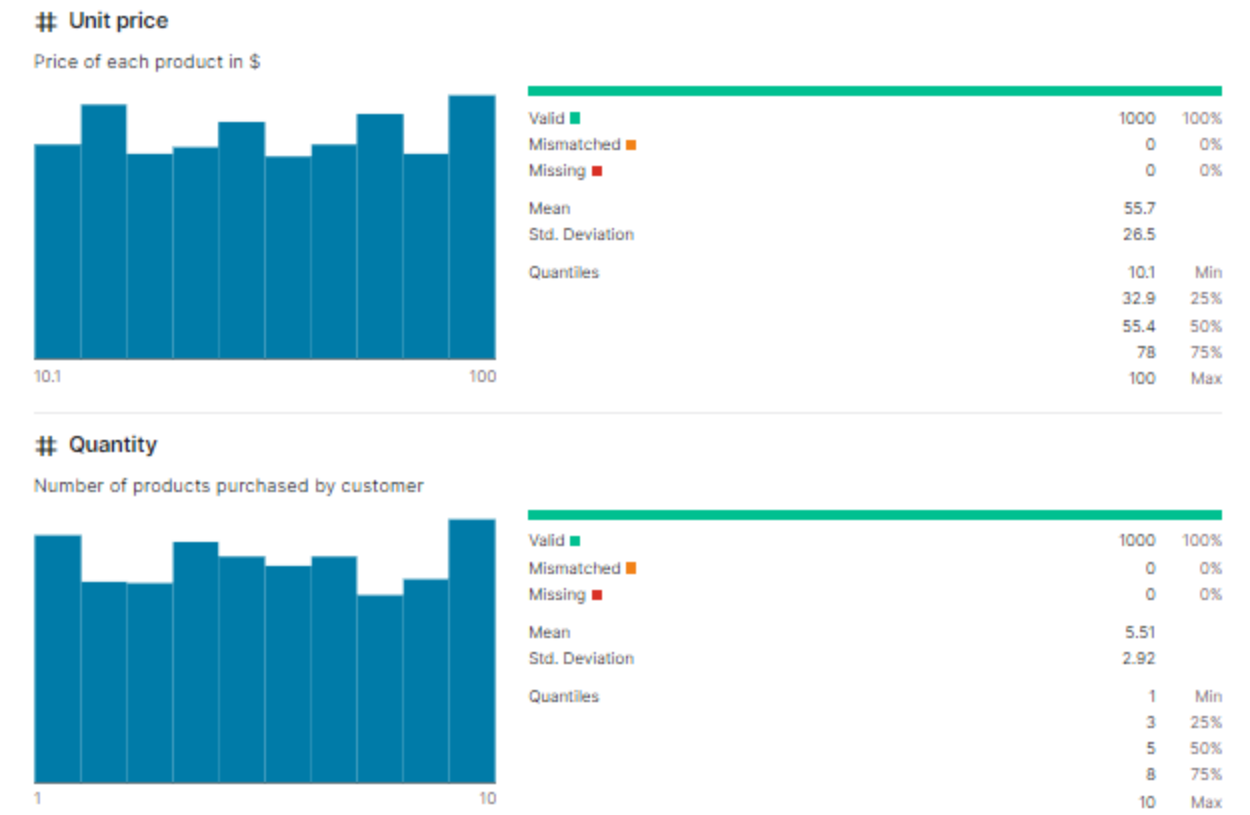 # Unit price
Price of each product in $
Valid 1000 100%
Mismatched 0 0%
Missing 0 0%
Mean 55.7
Std. Deviation 26.5
Quantiles 10.1 Min
32.9 25%
55.4 50%
78 75%
100 Max
10.1 100
# Quantity
Number of products purchased by customer
Valid 1000 100%
Mismatched 0 0%
Missing 0 0%
Mean 5.51
Std. Deviation 2.92
Quantiles 1 Min
3 25%
5 50%
8 75%
10 Max
1 10